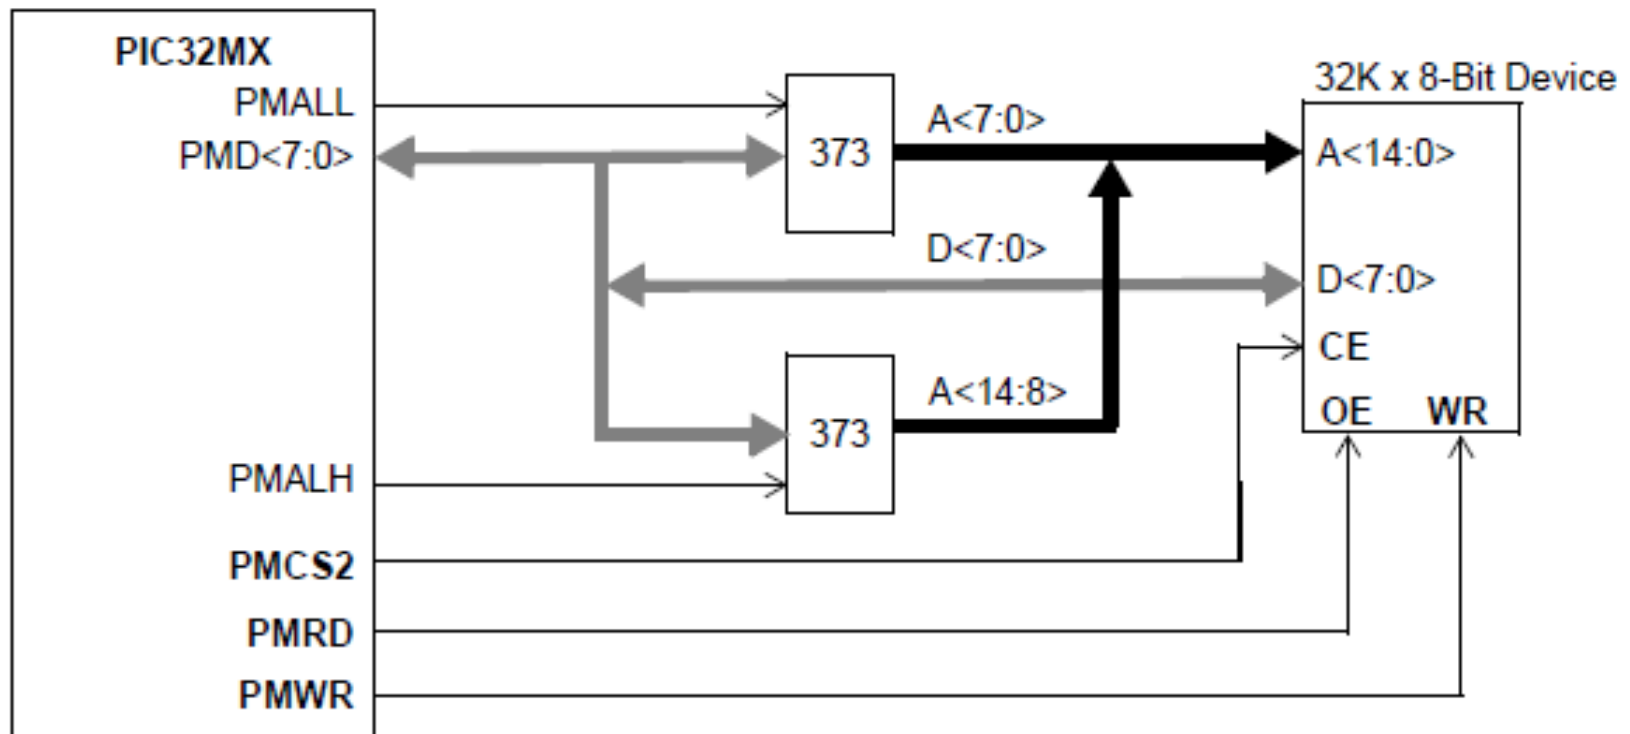 PIC32MX
32K x 8-Bit Device
PMALL
A<7:0>
PMD<7:0>
373
A<14:0>
D<7:0>
D<7:0>
CE
A<14:8>
OE WR
373
PMALH
PMCS2
PMRD
PMWR